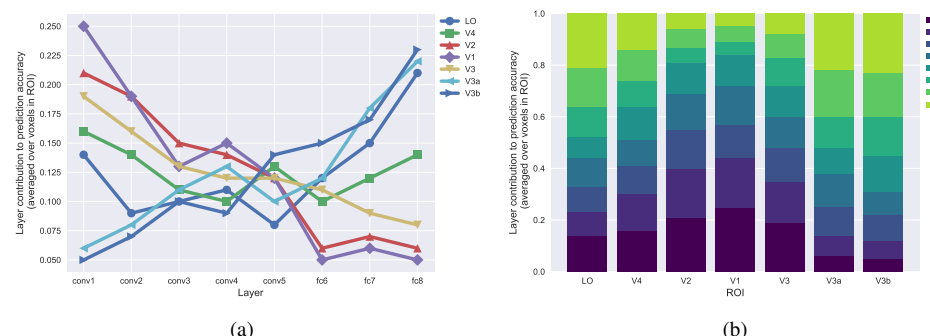 Layer contribution to prediction accuracy
(averaged over voxels in ROI)
0.250
0.225
0.200
0.175
0.150
0.125
0.100
0.075
0.050
conv1 conv2 conv3 conv4 conv5 fc6 fc7 fc8
Layer
LO
V4
V2
V1
V3
V3a
V3b
(a)
Layer contribution to prediction accuracy
(averaged over voxels in ROI)
1.0
0.8
0.6
0.4
0.2
0.0
LO V4 V2 V1 V3 V3a V3b
ROI
(b)